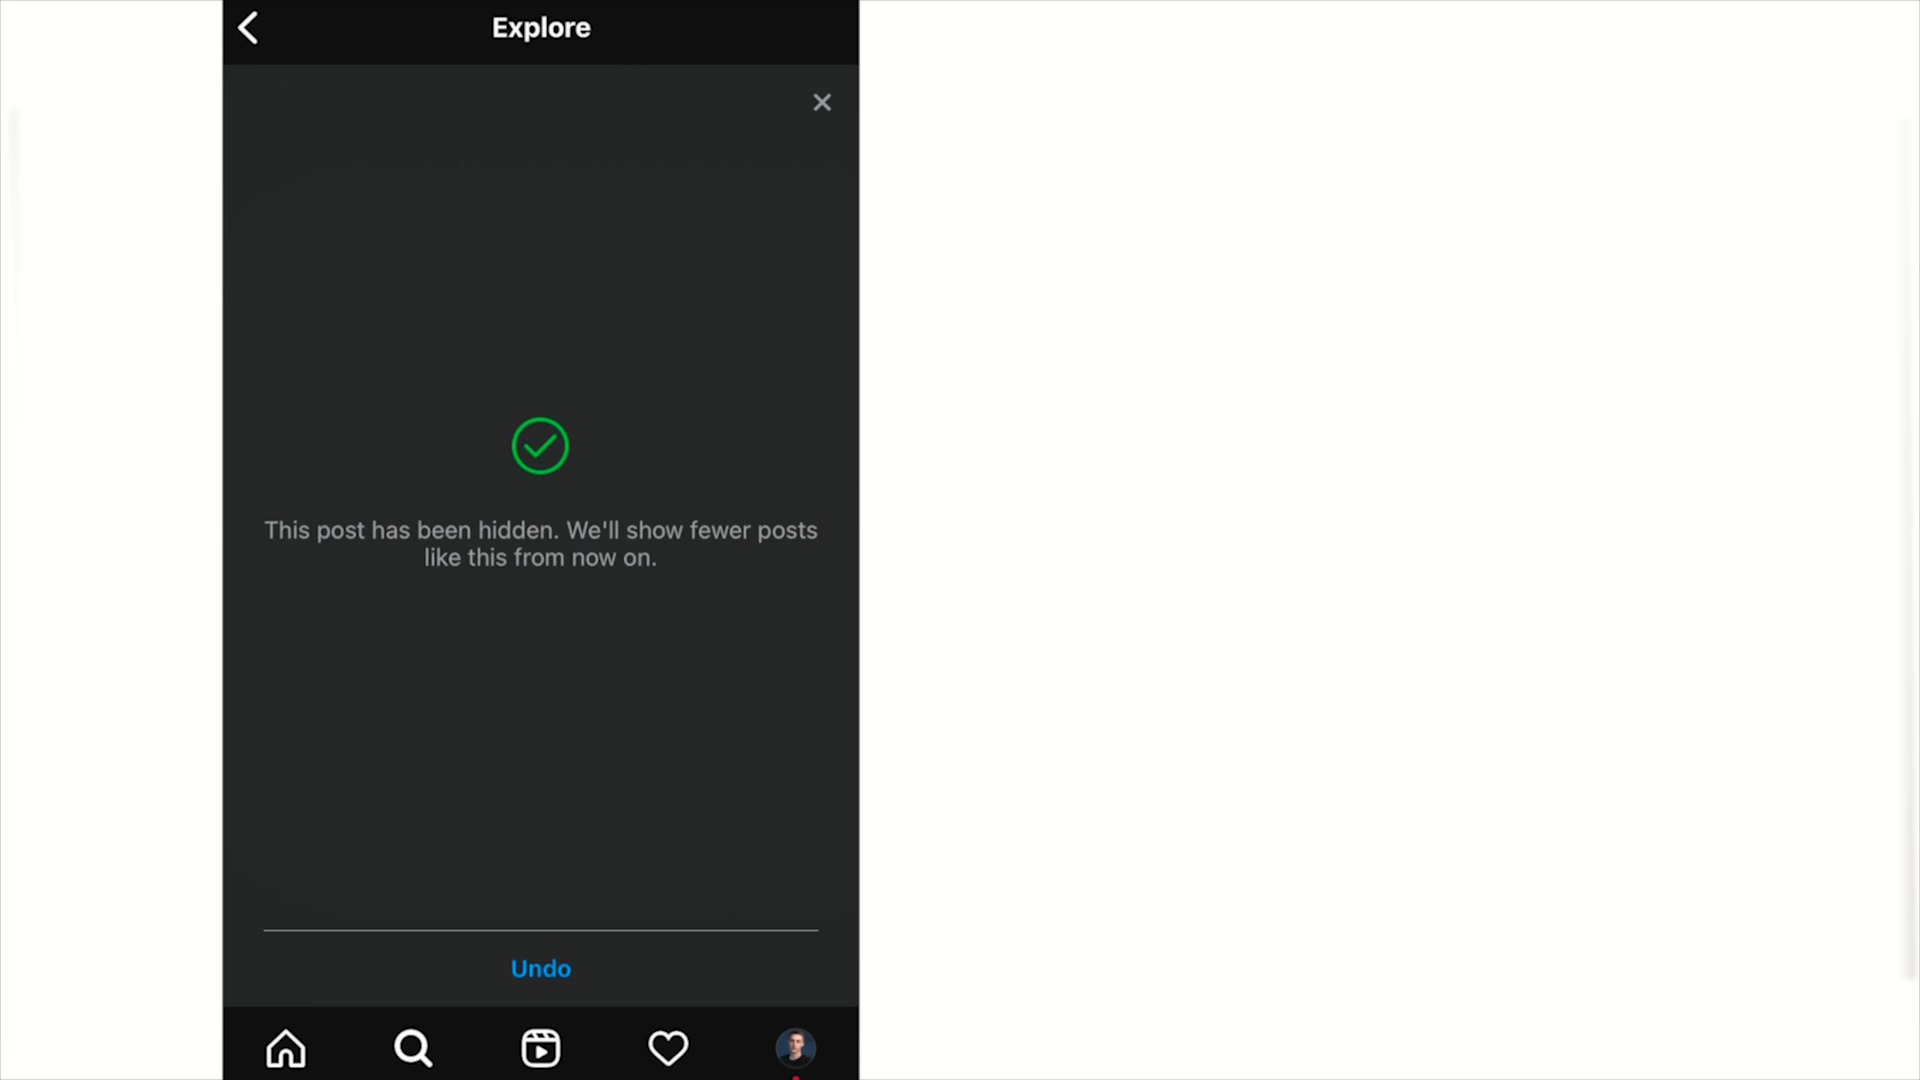 Explore
This post has been hidden. We'll show fewer posts
like this from now on.
Undo